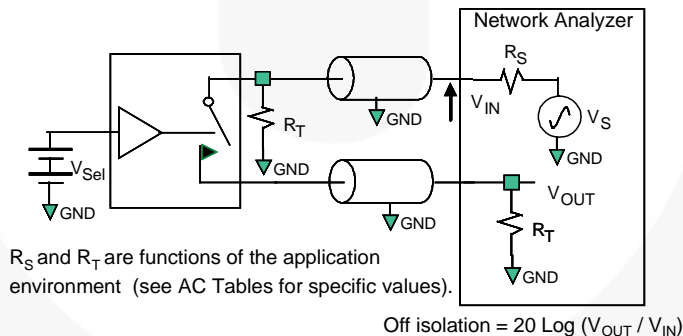 Network Analyzer
R_S
R_T
GND
V_IN
V_S
GND
GND
GND
V_Sel
GND
V_OUT
R_T
GND
GND
R_S and R_T are functions of the application
environment (see AC Tables for specific values).
Off isolation = 20 Log (V_OUT / V_IN)